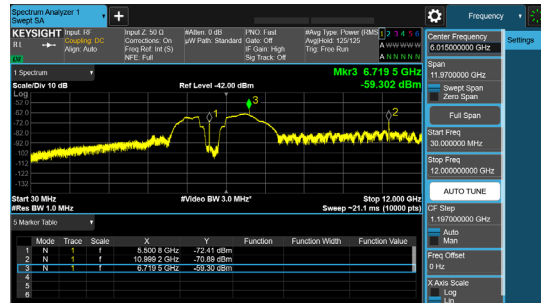 Spectrum Analyzer 1
Swept SA
+
Frequency
KEYSIGHT
Input: RF
Coupling: DC
Align: Auto
Input Z: 50 Ω
Corrections: On
Freq Ref: Int (S)
NFE: Full
#Atten: 0 dB
µW Path: Standard
PNO: Fast
Gate: Off
IF Gain: High
Sig Track: Off
#Avg Type: Power (RMS
Avg|Hold: 125/125
Trig: Free Run
1 2 3 4 5 6
A W W W W W
A N N N N N
1 Spectrum
Scale/Div 10 dB
Log
Ref Level -42.00 dBm
Mkr3 6.719 5 GHz
-59.302 dBm
-52.0
-62.0
-72.0
-82.0
-92.0
-102
-112
-122
-132
1
2
3
Start 30 MHz
#Res BW 1.0 MHz
#Video BW 3.0 MHz*
Stop 12.000 GHz
Sweep ~21.1 ms (10000 pts)
5 Marker Table
Mode Trace Scale X Y Function Function Width Function Value
1 N 1 f 5.500 8 GHz -72.41 dBm
2 N 1 f 10.999 2 GHz -70.89 dBm
3 N 1 f 6.719 5 GHz -59.30 dBm
4
5
6
Center Frequency
6.015000000 GHz
Settings
Span
11.9700000 GHz
Swept Span
Zero Span
Full Span
Start Freq
30.000000 MHz
Stop Freq
12.000000000 GHz
AUTO TUNE
CF Step
1.197000000 GHz
Auto
Man
Freq Offset
0 Hz
X Axis Scale
Log
Lin